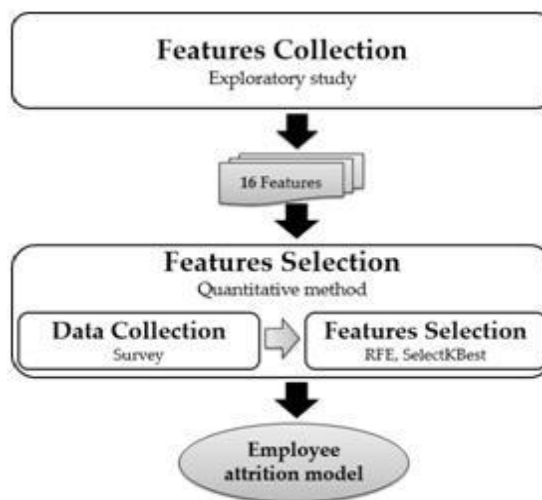 Features Collection
Exploratory study
16 Features
Features Selection
Quantitative method
Data Collection
Survey
Features Selection
RFE, SelectKBest
Employee
attrition model